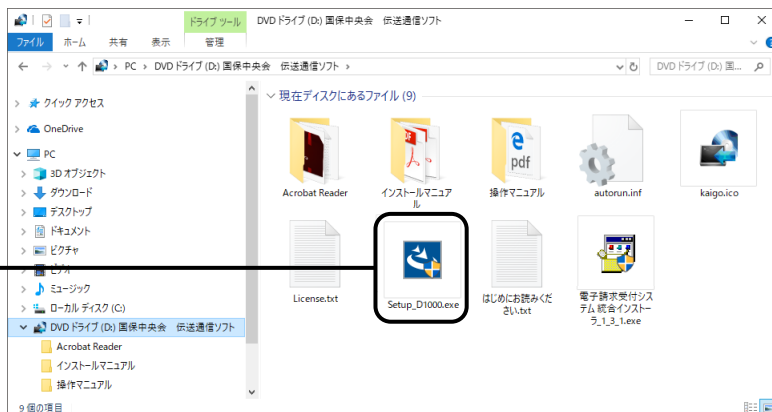 ドライブ ツール
DVD ドライブ (D:) 国保中央会　伝送通信ソフト
ファイル
ホーム
共有
表示
管理
PC › DVD ドライブ (D:) 国保中央会　伝送通信ソフト ›
DVD ドライブ (D:) 国...
クイック アクセス
OneDrive
PC
3D オブジェクト
ダウンロード
デスクトップ
ドキュメント
ピクチャ
ミュージック
ローカル ディスク (C:)
DVD ドライブ (D:) 国保中央会　伝送通信ソフト
Acrobat Reader
インストールマニュアル
操作マニュアル
9 個の項目
現在ディスクにあるファイル (9)
Acrobat Reader
インストールマニュア
ル
pdf
操作マニュアル
autorun.inf
kaigo.ico
License.txt
Setup_D1000.exe
はじめにお読みくだ
さい.txt
電子請求受付シス
テム 統合インストー
ラ_1_3_1.exe